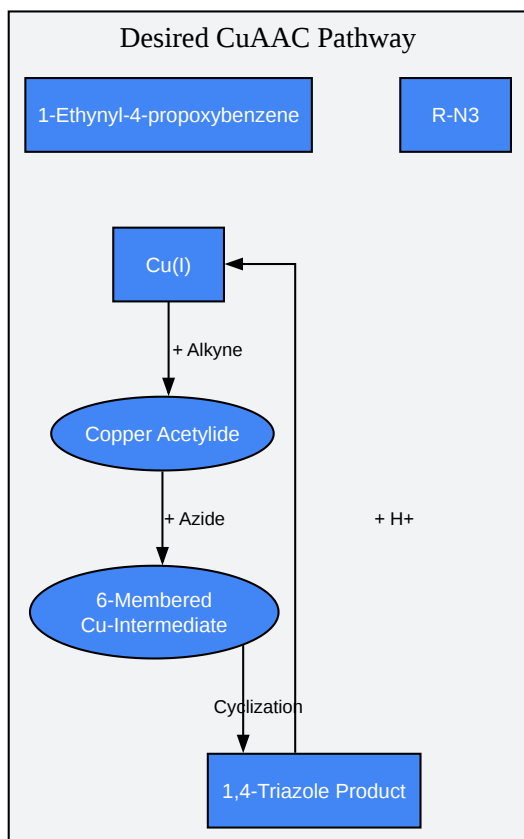 Desired CuAAC Pathway
1-Ethynyl-4-propoxybenzene
R-N3
Cu(I)
+ Alkyne
Copper Acetylide
+ Azide
+ H+
6-Membered
Cu-Intermediate
Cyclization
1,4-Triazole Product